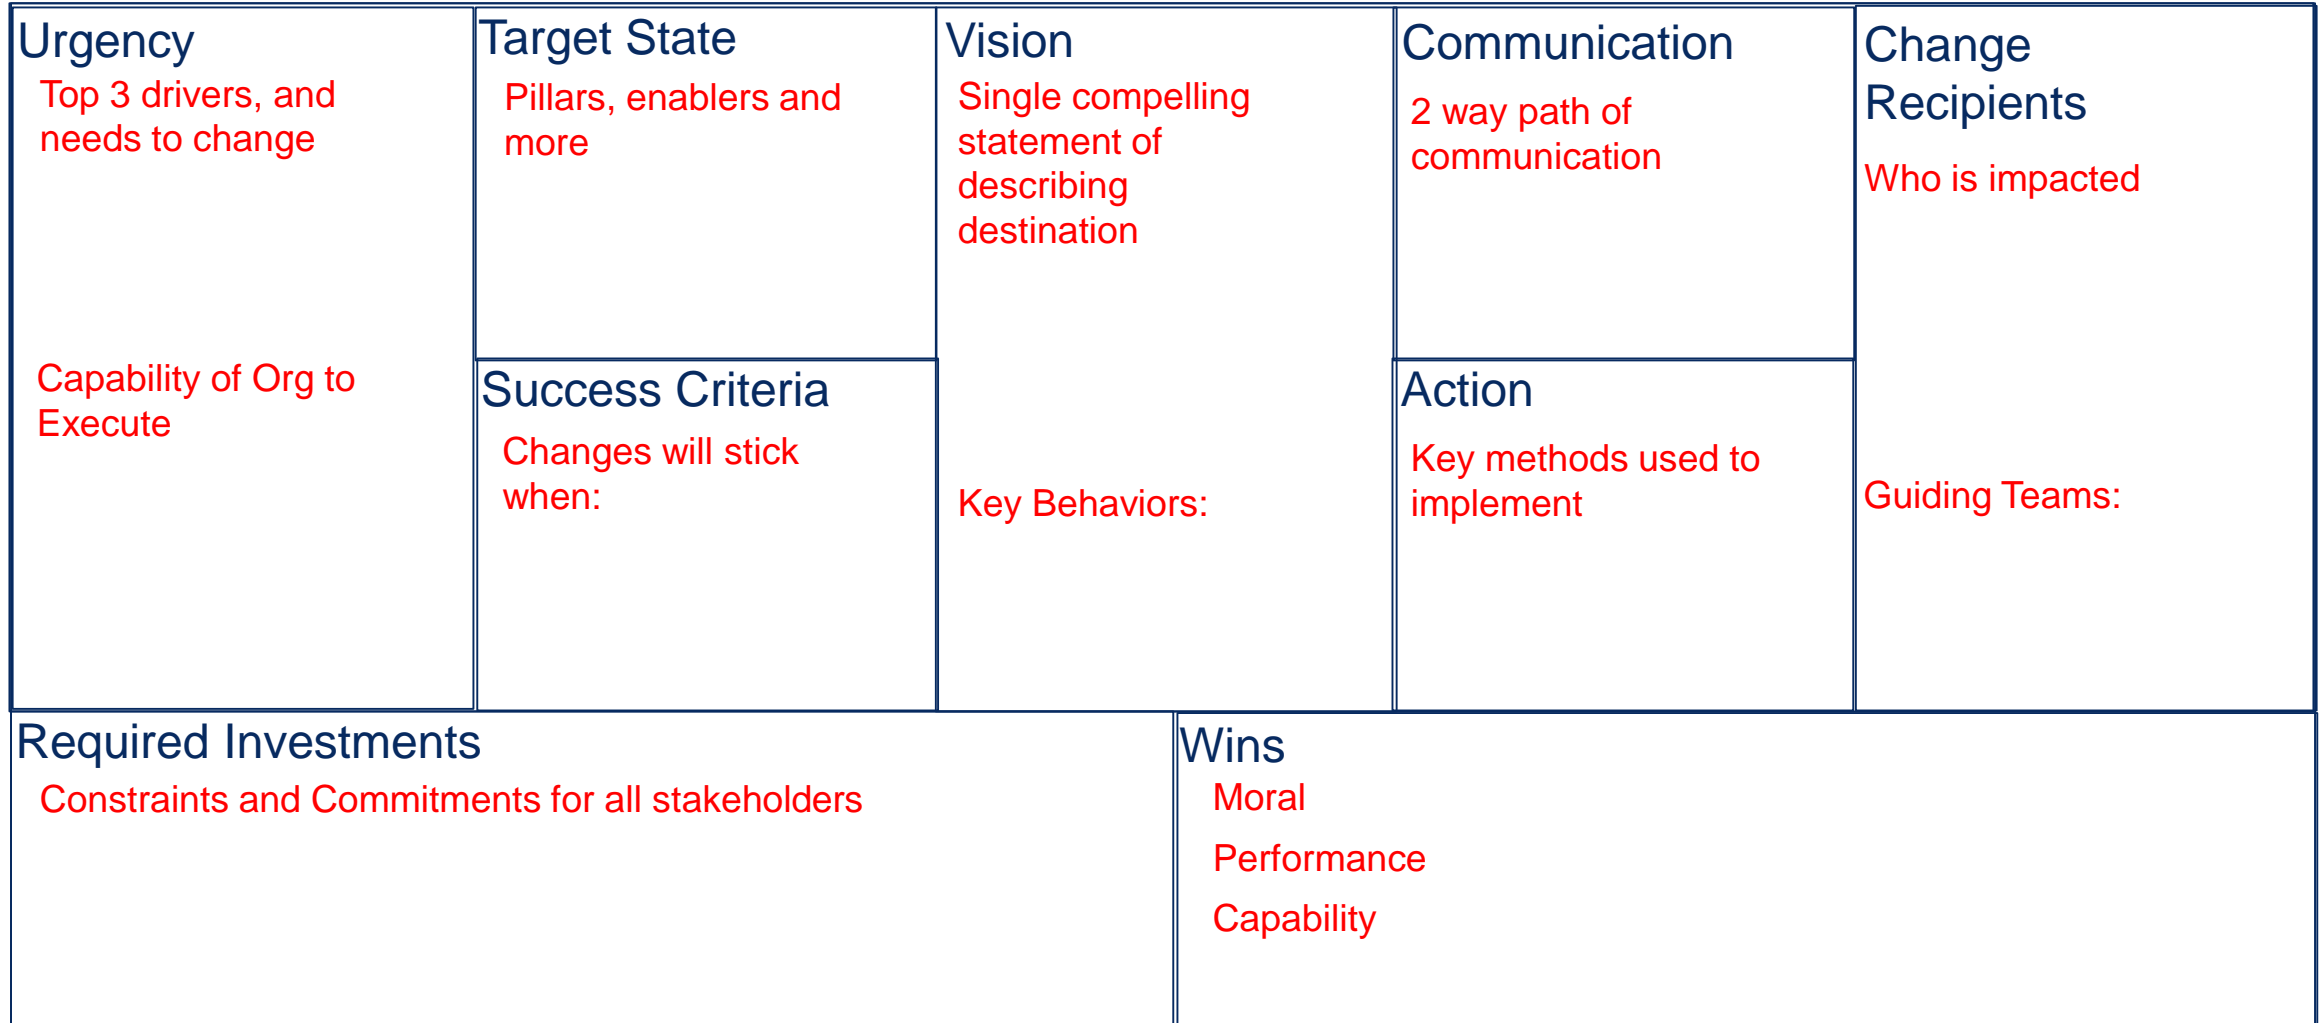 Urgency
Top 3 drivers, and
needs to change
Capability of Org to
Execute
Target State
Pillars, enablers and
more
Success Criteria
Changes will stick
when:
Vision
Single compelling
statement of
describing
destination
Key Behaviors:
Communication
2 way path of
communication
Action
Key methods used to
implement
Change
Recipients
Who is impacted
Guiding Teams:
Required Investments
Constraints and Commitments for all stakeholders
Wins
Moral
Performance
Capability